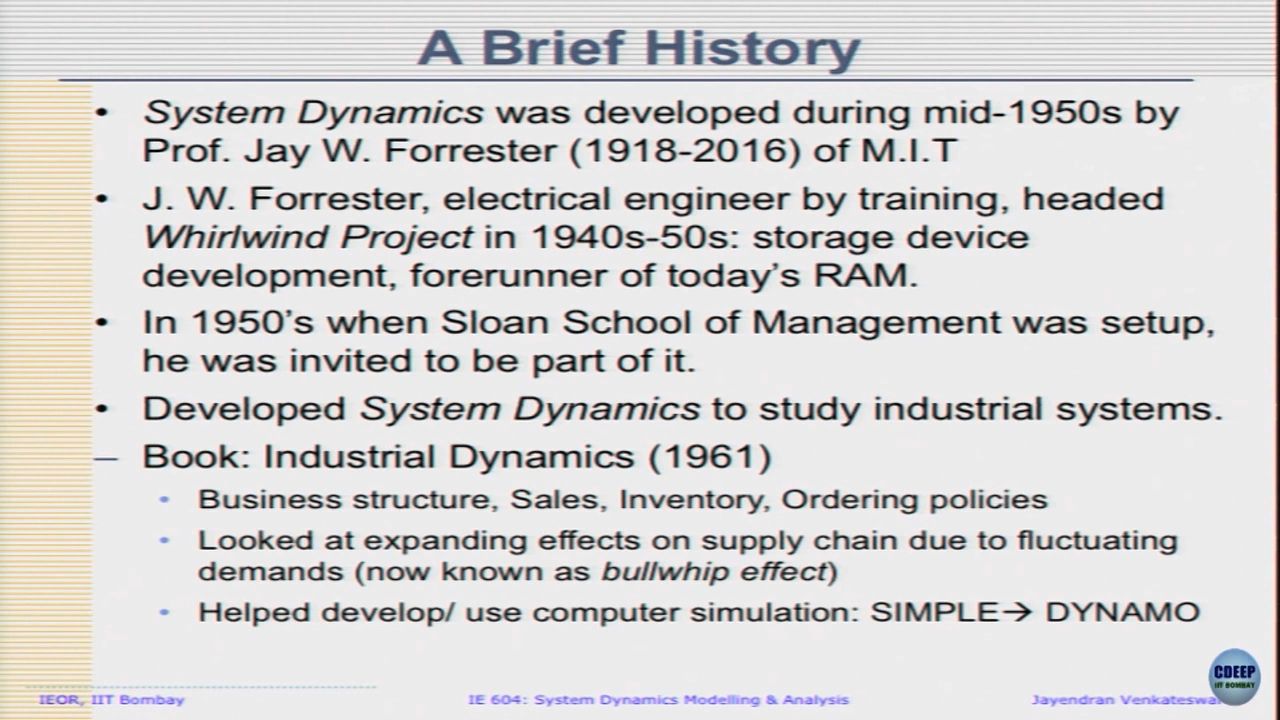 A Brief History
• System Dynamics was developed during mid-1950s by
Prof. Jay W. Forrester (1918-2016) of M.I.T
• J. W. Forrester, electrical engineer by training, headed
Whirlwind Project in 1940s-50s: storage device
development, forerunner of today's RAM.
• In 1950's when Sloan School of Management was setup,
he was invited to be part of it.
• Developed System Dynamics to study industrial systems.
– Book: Industrial Dynamics (1961)
• Business structure, Sales, Inventory, Ordering policies
• Looked at expanding effects on supply chain due to fluctuating
demands (now known as bullwhip effect)
• Helped develop/ use computer simulation: SIMPLE→ DYNAMO
CDEEP
IIT BOMBAY
IEOR, IIT Bombay
IE 604: System Dynamics Modelling & Analysis
Jayendran